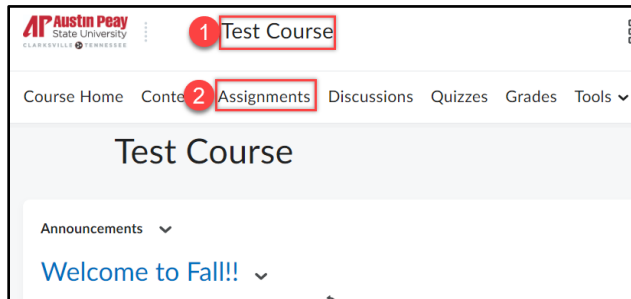 AP Austin Peay
State University
CLARKSVILLE TENNESSEE
1 Test Course
Course Home Conte 2 Assignments Discussions Quizzes Grades Tools
Test Course
Announcements
Welcome to Fall!!